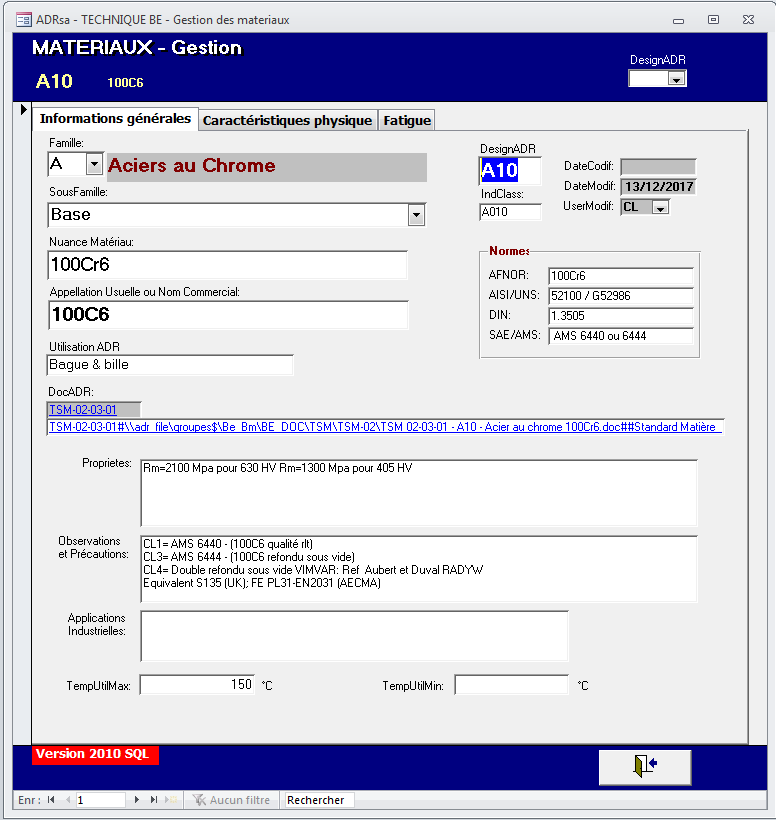 ADRsa - TECHNIQUE BE - Gestion des materiaux
MATERIAUX - Gestion
A10 100C6
DesignADR
Informations générales Caractéristiques physique Fatigue
Famille:
A Aciers au Chrome
SousFamille:
Base
Nuance Matériau:
100Cr6
Appellation Usuelle ou Nom Commercial:
100C6
Utilisation ADR
Bague & bille
DesignADR
A10
IndClass:
A010
DateCodif:
DateModif: 13/12/2017
UserModif: CL
Normes
AFNOR: 100Cr6
AISI/UNS: 52100 / G52986
DIN: 1.3505
SAE/AMS: AMS 6440 ou 6444
DocADR:
TSM-02-03-01
TSM-02-03-01#\\adr_file\groupes$\Be_Bm\BE_DOC\TSM\TSM-02\TSM 02-03-01 - A10 - Acier au chrome 100Cr6.doc##Standard Matière
Proprietes: Rm=2100 Mpa pour 630 HV Rm=1300 Mpa pour 405 HV
Observations
et Précautions:
CL1= AMS 6440 - (100C6 qualité rlt)
CL3= AMS 6444 - (100C6 refondu sous vide)
CL4= Double refondu sous vide VIMVAR: Ref Aubert et Duval RADYW
Equivalent S135 (UK); FE PL31-EN2031 (AECMA)
Applications
Industrielles:
TempUtilMax: 150 °C TempUtilMin: °C
Version 2010 SQL
Enr : 1 Aucun filtre Rechercher